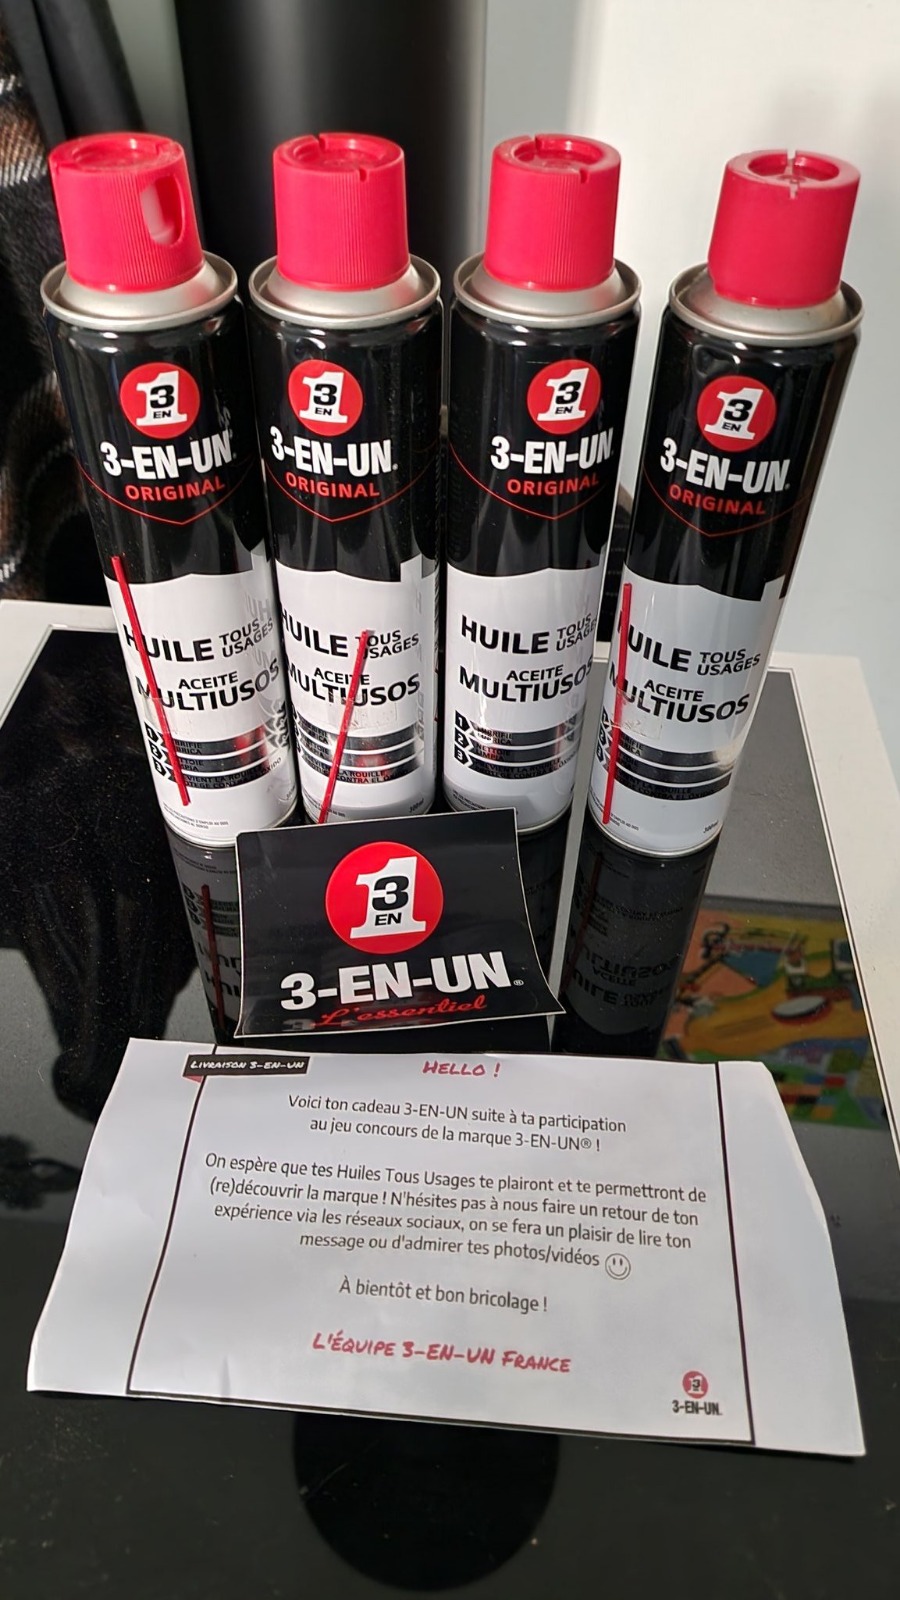 3
EN
1
3-EN-UN®
ORIGINAL
HUILE TOUS
USAGES
ACEITE
MULTIUSOS
1
2
3
3
EN
1
3-EN-UN®
ORIGINAL
HUILE TOUS
USAGES
ACEITE
MULTIUSOS
3
EN
1
3-EN-UN
ORIGINAL
HUILE TOUS
USAGES
ACEITE
MULTIUSOS
1
2
3
3
EN
1
3-EN-UN®
ORIGINAL
HUILE TOUS
USAGES
ACEITE
MULTIUSOS
3
EN
1
3-EN-UN®
L'essentiel
LIVRAISON 3-EN-UN
HELLO !
Voici ton cadeau 3-EN-UN suite à ta participation
au jeu concours de la marque 3-EN-UN® !
On espère que tes Huiles Tous Usages te plairont et te permettront de
(re)découvrir la marque ! N'hésites pas à nous faire un retour de ton
expérience via les réseaux sociaux, on se fera un plaisir de lire ton
message ou d'admirer tes photos/vidéos
À bientôt et bon bricolage !
L'ÉQUIPE 3-EN-UN FRANCE
3-EN-UN